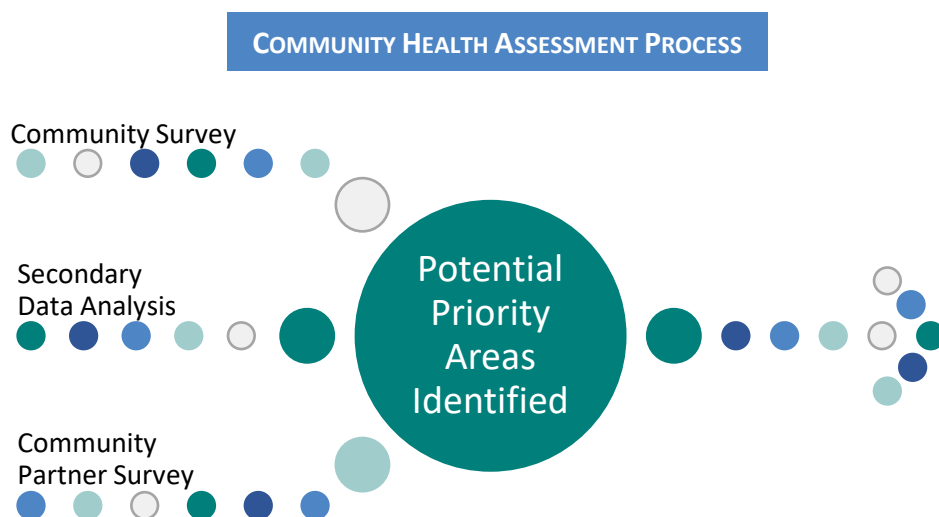 COMMUNITY HEALTH ASSESSMENT PROCESS
Community Survey
Secondary
Data Analysis
Potential
Priority
Areas
Identified
Community
Partner Survey